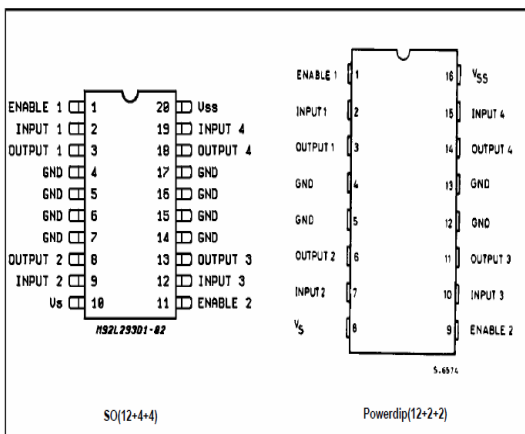 ENABLE 1 1 20 Vss
INPUT 1 2 19 INPUT 4
OUTPUT 1 3 18 OUTPUT 4
GND 4 17 GND
GND 5 16 GND
GND 6 15 GND
GND 7 14 GND
OUTPUT 2 8 13 OUTPUT 3
INPUT 2 9 12 INPUT 3
Vs 10 11 ENABLE 2
M92L293D1-02
SO(12+4+4)
ENABLE 1 1 16 VSS
INPUT 1 2 15 INPUT 4
OUTPUT 1 3 14 OUTPUT 4
GND 4 13 GND
GND 5 12 GND
OUTPUT 2 6 11 OUTPUT 3
INPUT 2 7 10 INPUT 3
VS 8 9 ENABLE 2
S.6574
Powerdip(12+2+2)